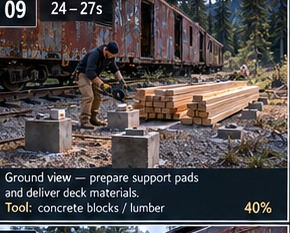 09
24–27s
Ground view — prepare support pads
and deliver deck materials.
Tool: concrete blocks / lumber
40%